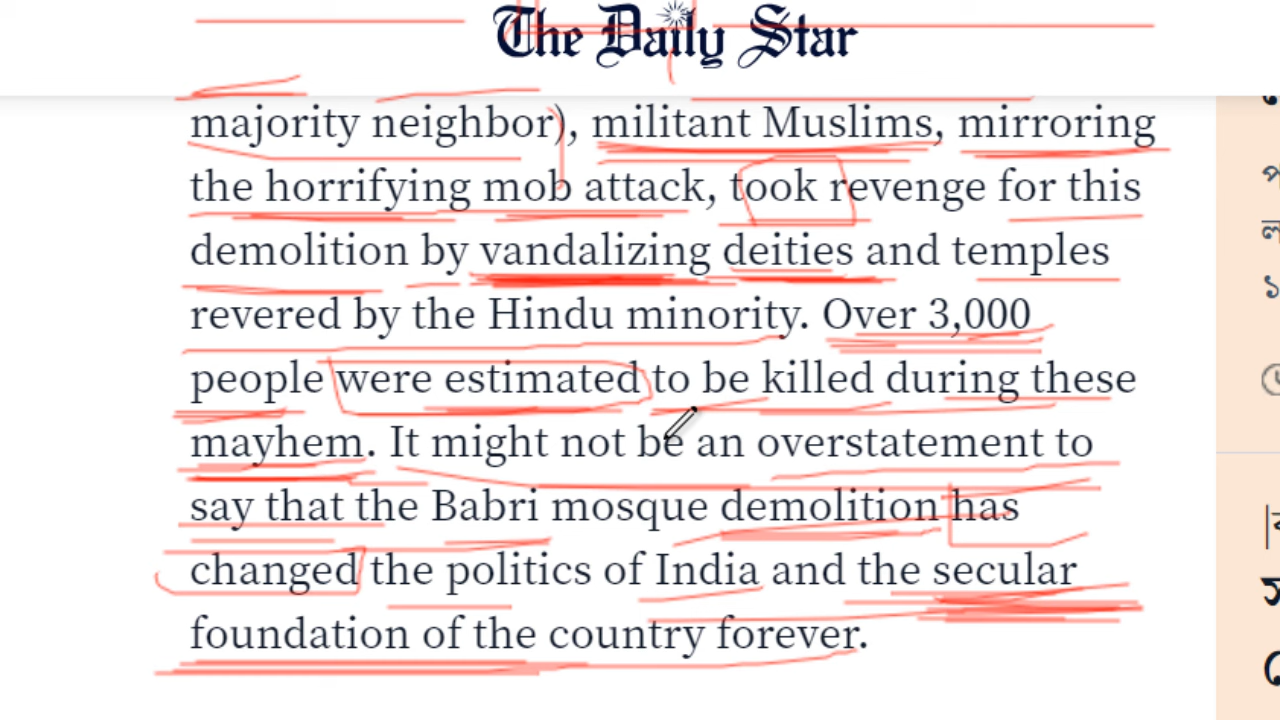 The Daily Star
majority neighbor), militant Muslims, mirroring
the horrifying mob attack, took revenge for this
demolition by vandalizing deities and temples
revered by the Hindu minority. Over 3,000
people were estimated to be killed during these
mayhem. It might not be an overstatement to
say that the Babri mosque demolition has
changed the politics of India and the secular
foundation of the country forever.